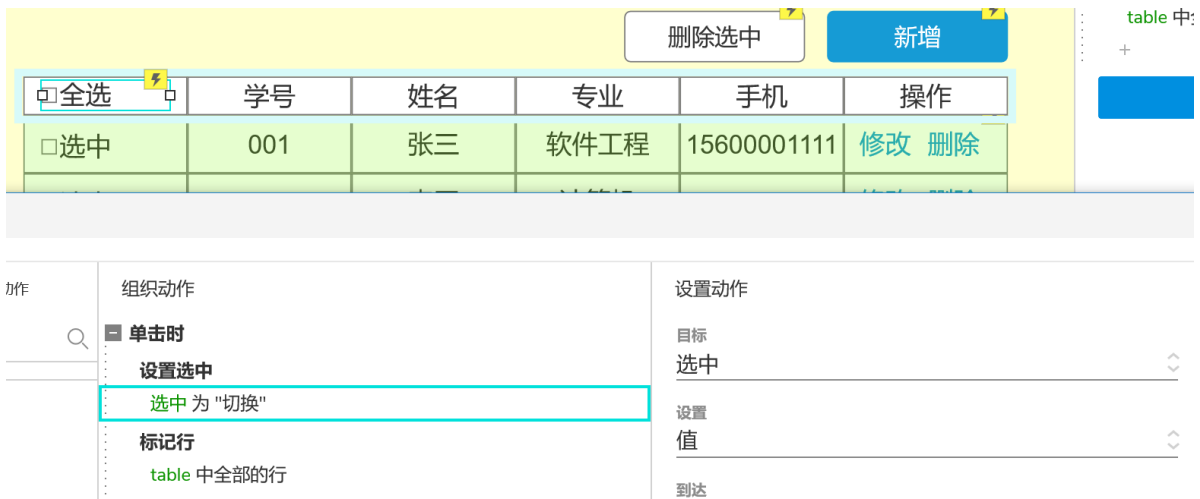 删除选中 新增 table 中
+
全选 学号 姓名 专业 手机 操作
选中 001 张三 软件工程 15600001111 修改 删除
动作 组织动作 设置动作
单击时 目标
设置选中 选中
选中 为 "切换" 设置
标记行 值
table 中全部的行 到达